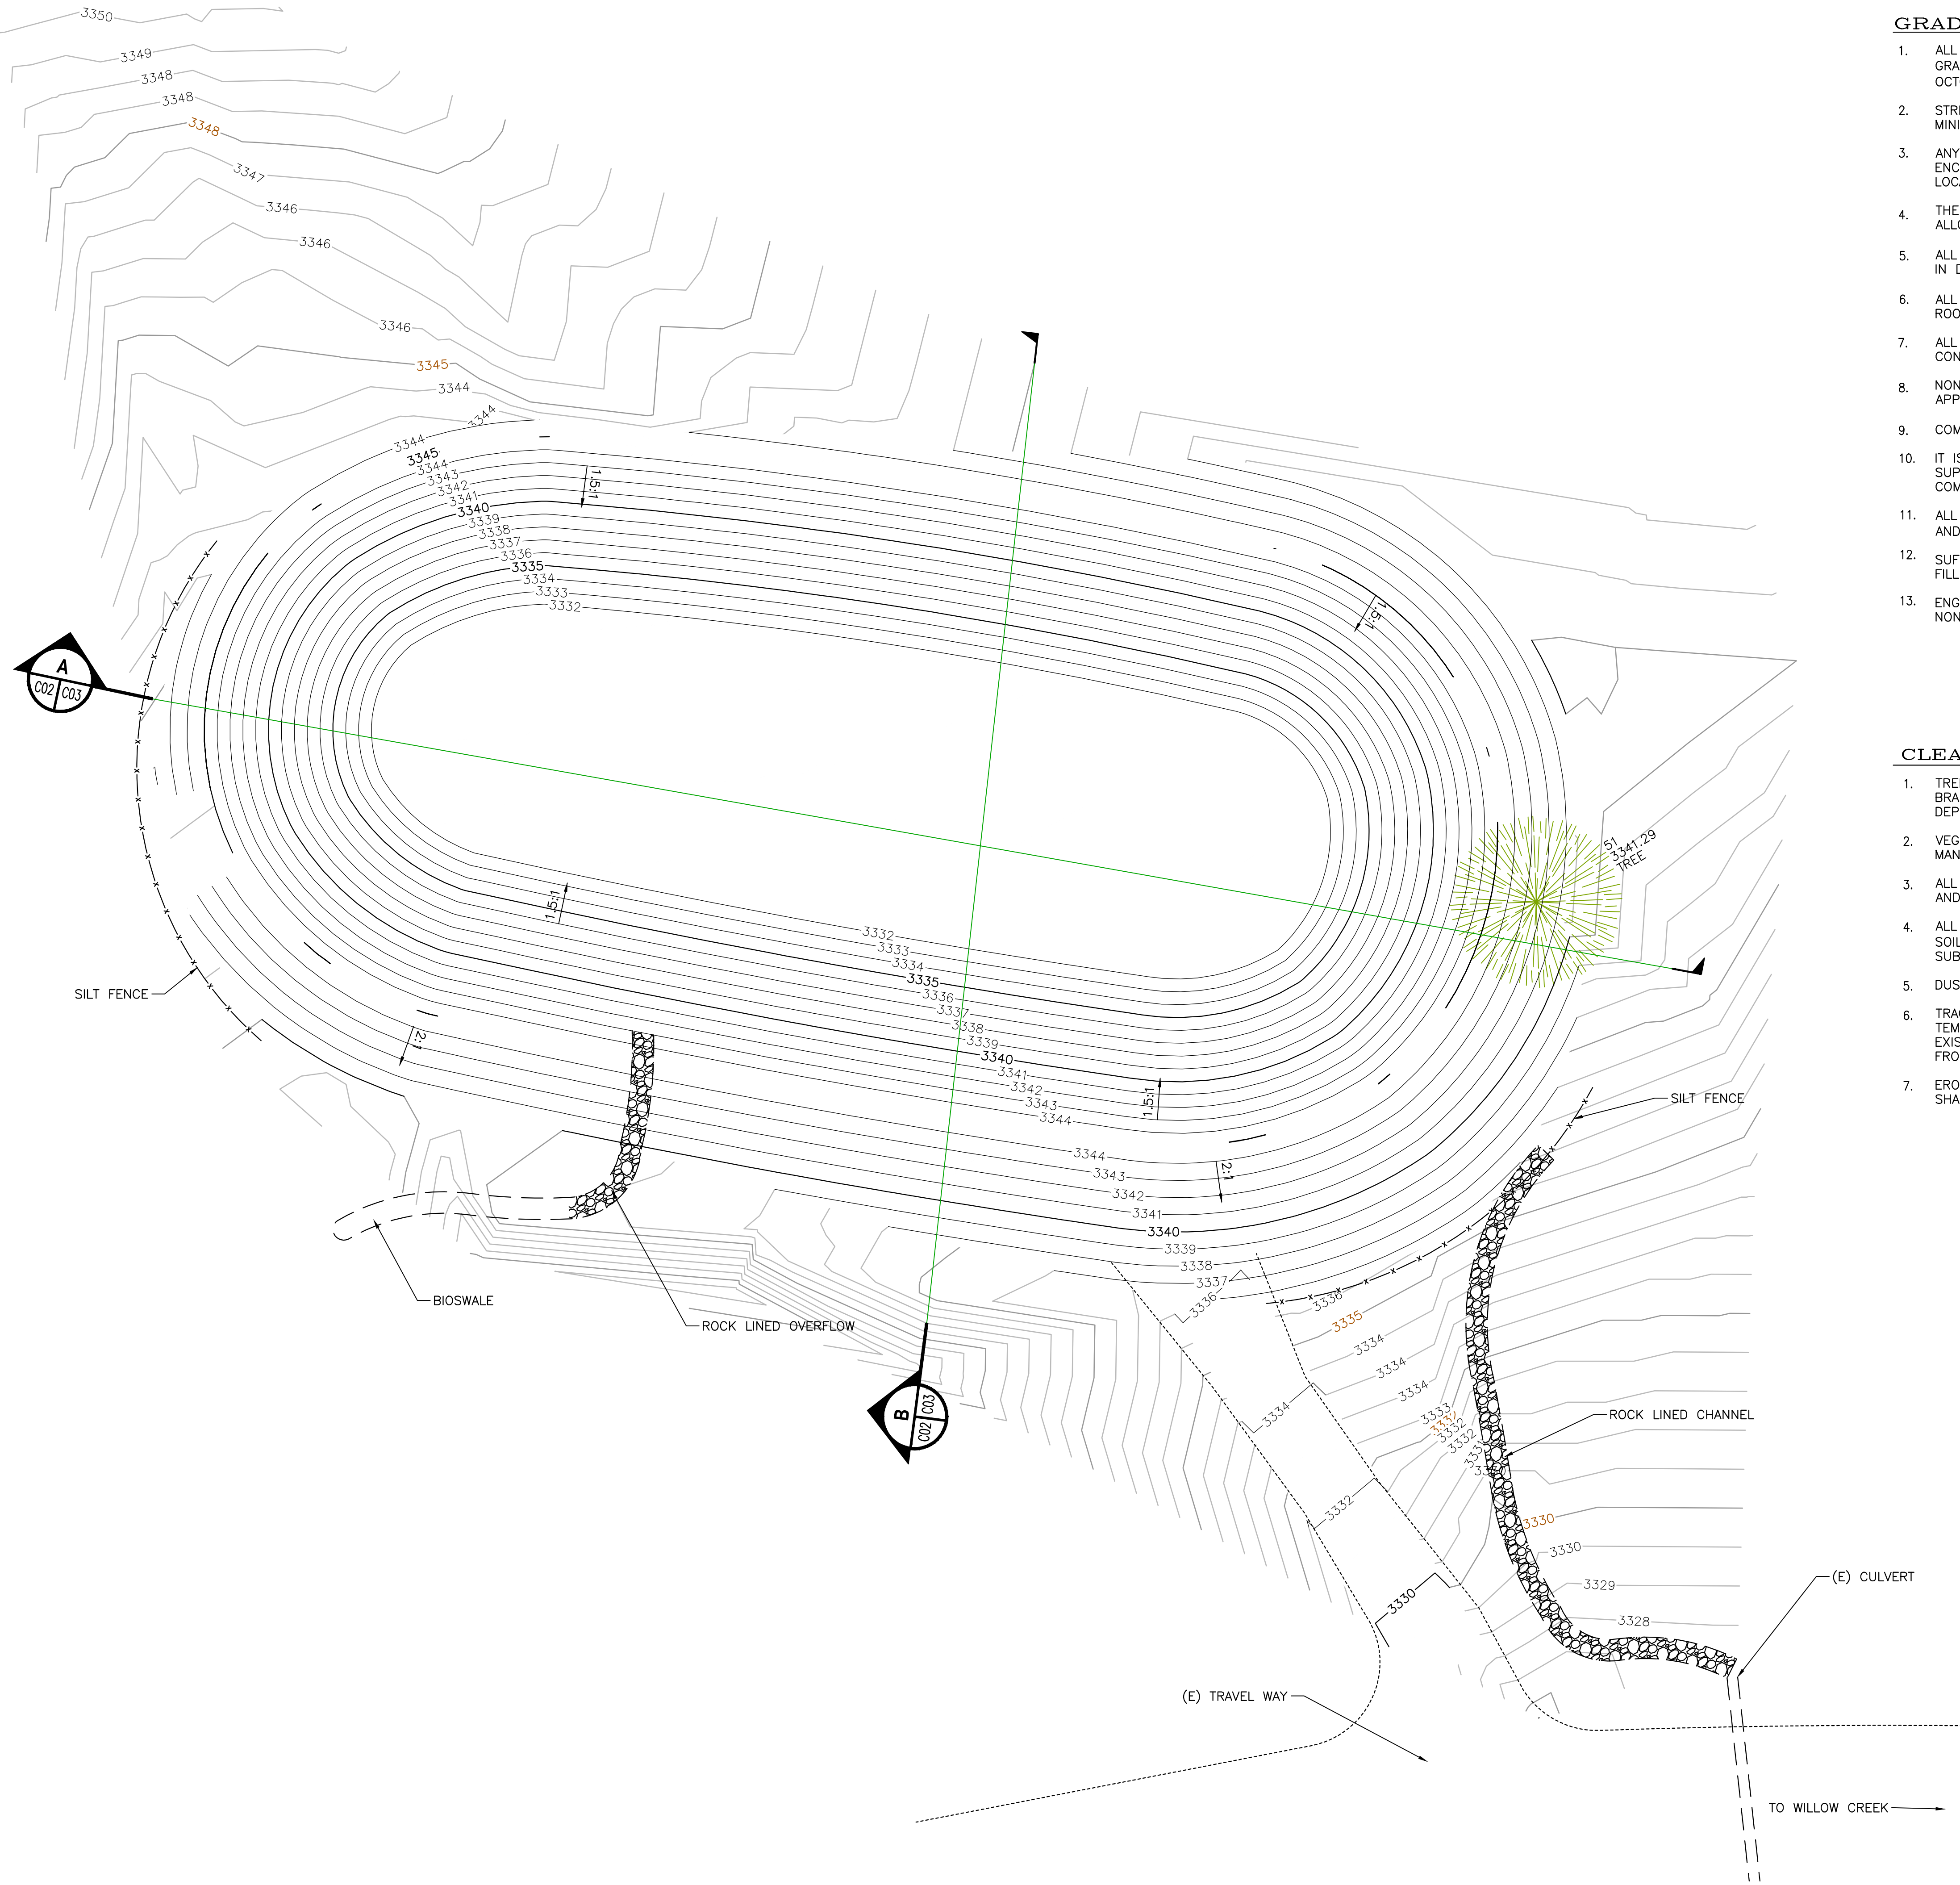 3350
3349
3348
3348
3348
3347
3346
3346
3346
3345
3344
3344
3344
3345
3344
3343
3342
3341
3340
3339
3338
3337
3336
3335
3334
3333
3332
1.5:1
1.5:1
A
C02 C03
51
3341.29
TREE
1.5:1
3332
3333
3334
3335
3336
3337
3338
3339
3340
3341
3342
3343
3344
1.5:1
SILT FENCE
2:1
SILT FENCE
3344
3343
3342
3341
3340
3339
3338
3337
3336
2:1
BIOSWALE
ROCK LINED OVERFLOW
B
C02 C03
3336
3335
3334
3334
3334
3333
3332
3332
3331
3334
3332
3330
ROCK LINED CHANNEL
3330
3330
3329
3328
(E) CULVERT
(E) TRAVEL WAY
TO WILLOW CREEK
GRAD
1. ALL
GRA
OCT
2. STR
MINI
3. ANY
ENC
LOC
4. THE
ALL
5. ALL
IN D
6. ALL
ROO
7. ALL
CON
8. NON
APP
9. COM
10. IT IS
SUP
COM
11. ALL
AND
12. SUF
FILL
13. ENG
NON
CLEA
1. TREE
BRA
DEP
2. VEG
MAN
3. ALL
AND
4. ALL
SOIL
SUB
5. DUS
6. TRA
TEM
EXIS
FRO
7. ERO
SHA